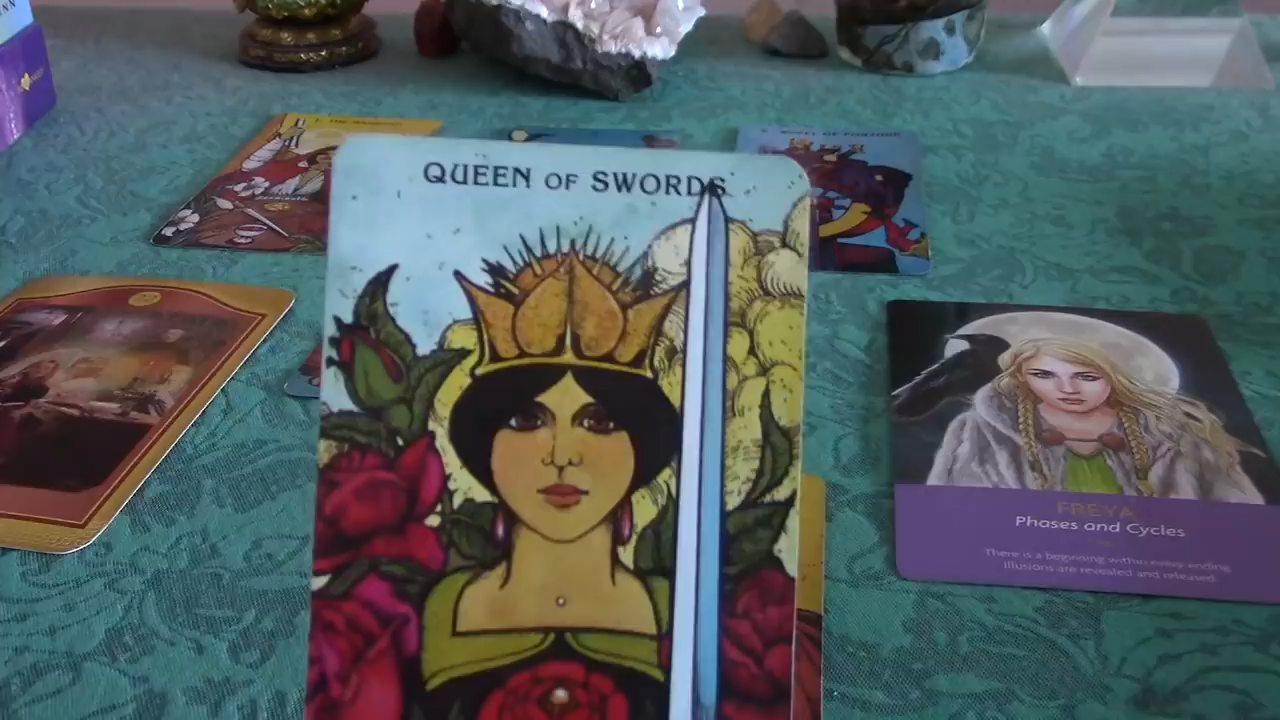 QUEEN OF SWORDS
FREYA
Phases and Cycles
There is a beginning within every ending.
Illusions are revealed and released.